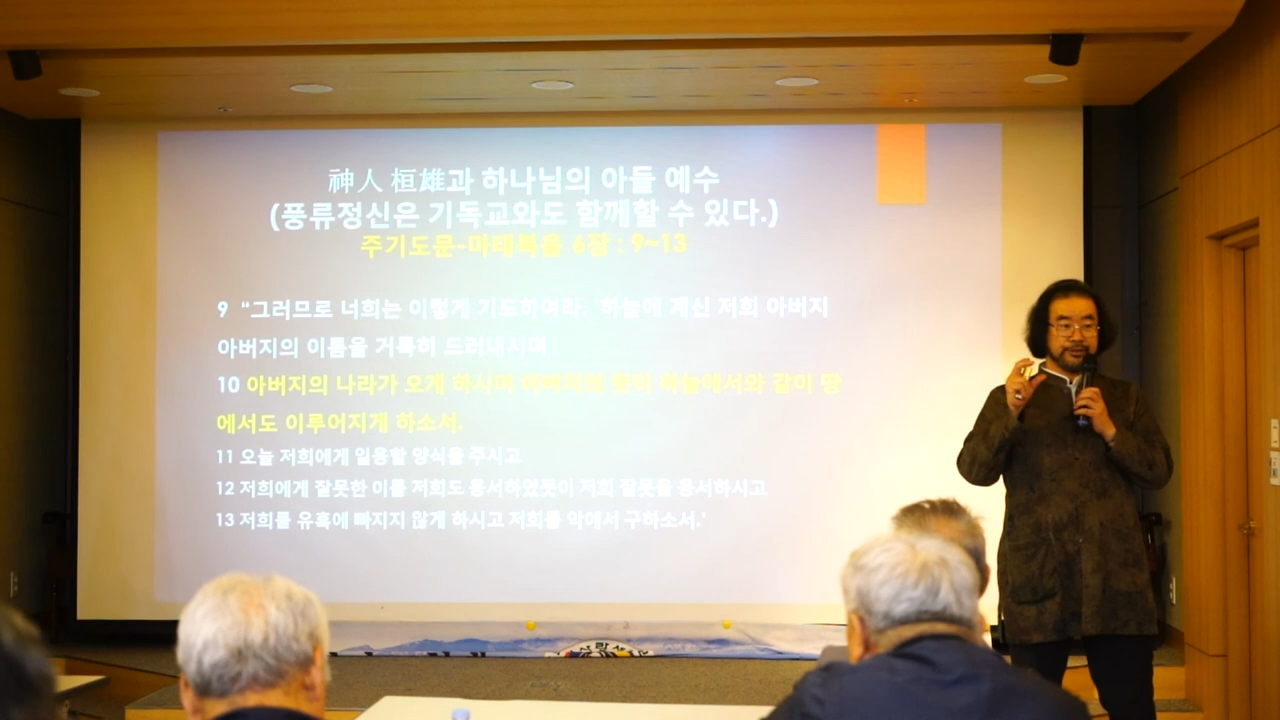 神人 桓雄과 하나님의 아들 예수
(풍류정신은 기독교와도 함께할 수 있다.)
주기도문-마태복음 6장 : 9~13
9 “그러므로 너희는 이렇게 기도하여라. ‘하늘에 계신 저희 아버지
아버지의 이름을 거룩히 드러내시며
10 아버지의 나라가 오게 하시며 아버지의 뜻이 하늘에서와 같이 땅
에서도 이루어지게 하소서.
11 오늘 저희에게 일용할 양식을 주시고
12 저희에게 잘못한 이를 저희도 용서하였듯이 저희 잘못을 용서하시고
13 저희를 유혹에 빠지지 않게 하시고 저희를 악에서 구하소서.’